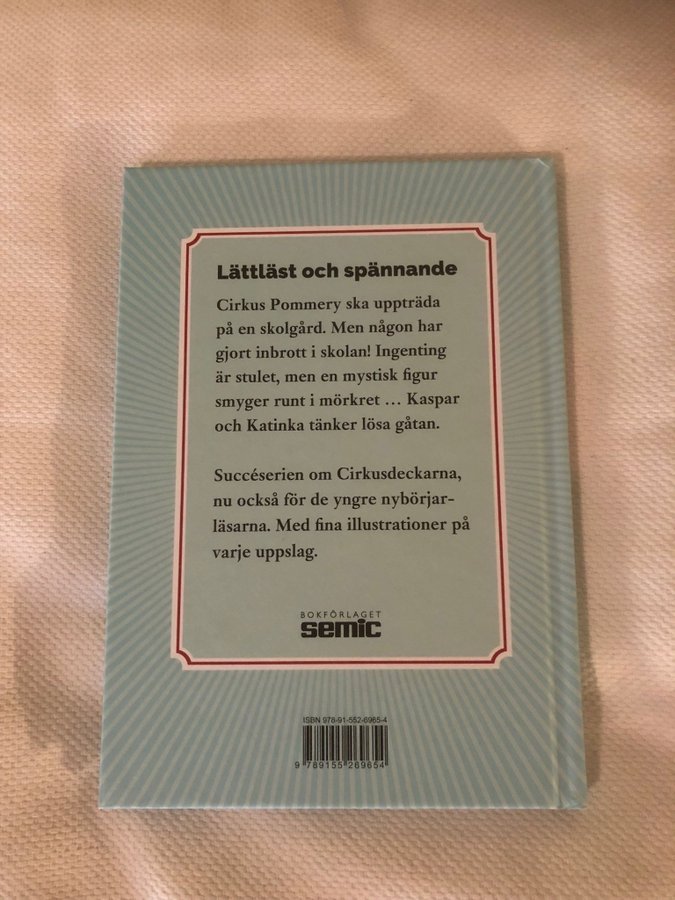 Lättläst och spännande
Cirkus Pommery ska uppträda
på en skolgård. Men någon har
gjort inbrott i skolan! Ingenting
är stulet, men en mystisk figur
smyger runt i mörkret … Kaspar
och Katinka tänker lösa gåtan.
Succéserien om Cirkusdeckarna,
nu också för de yngre nybörjar-
läsarna. Med fina illustrationer på
varje uppslag.
BOKFÖRLAGET
semic
ISBN 978-91-552-6965-4
9 789155 269654